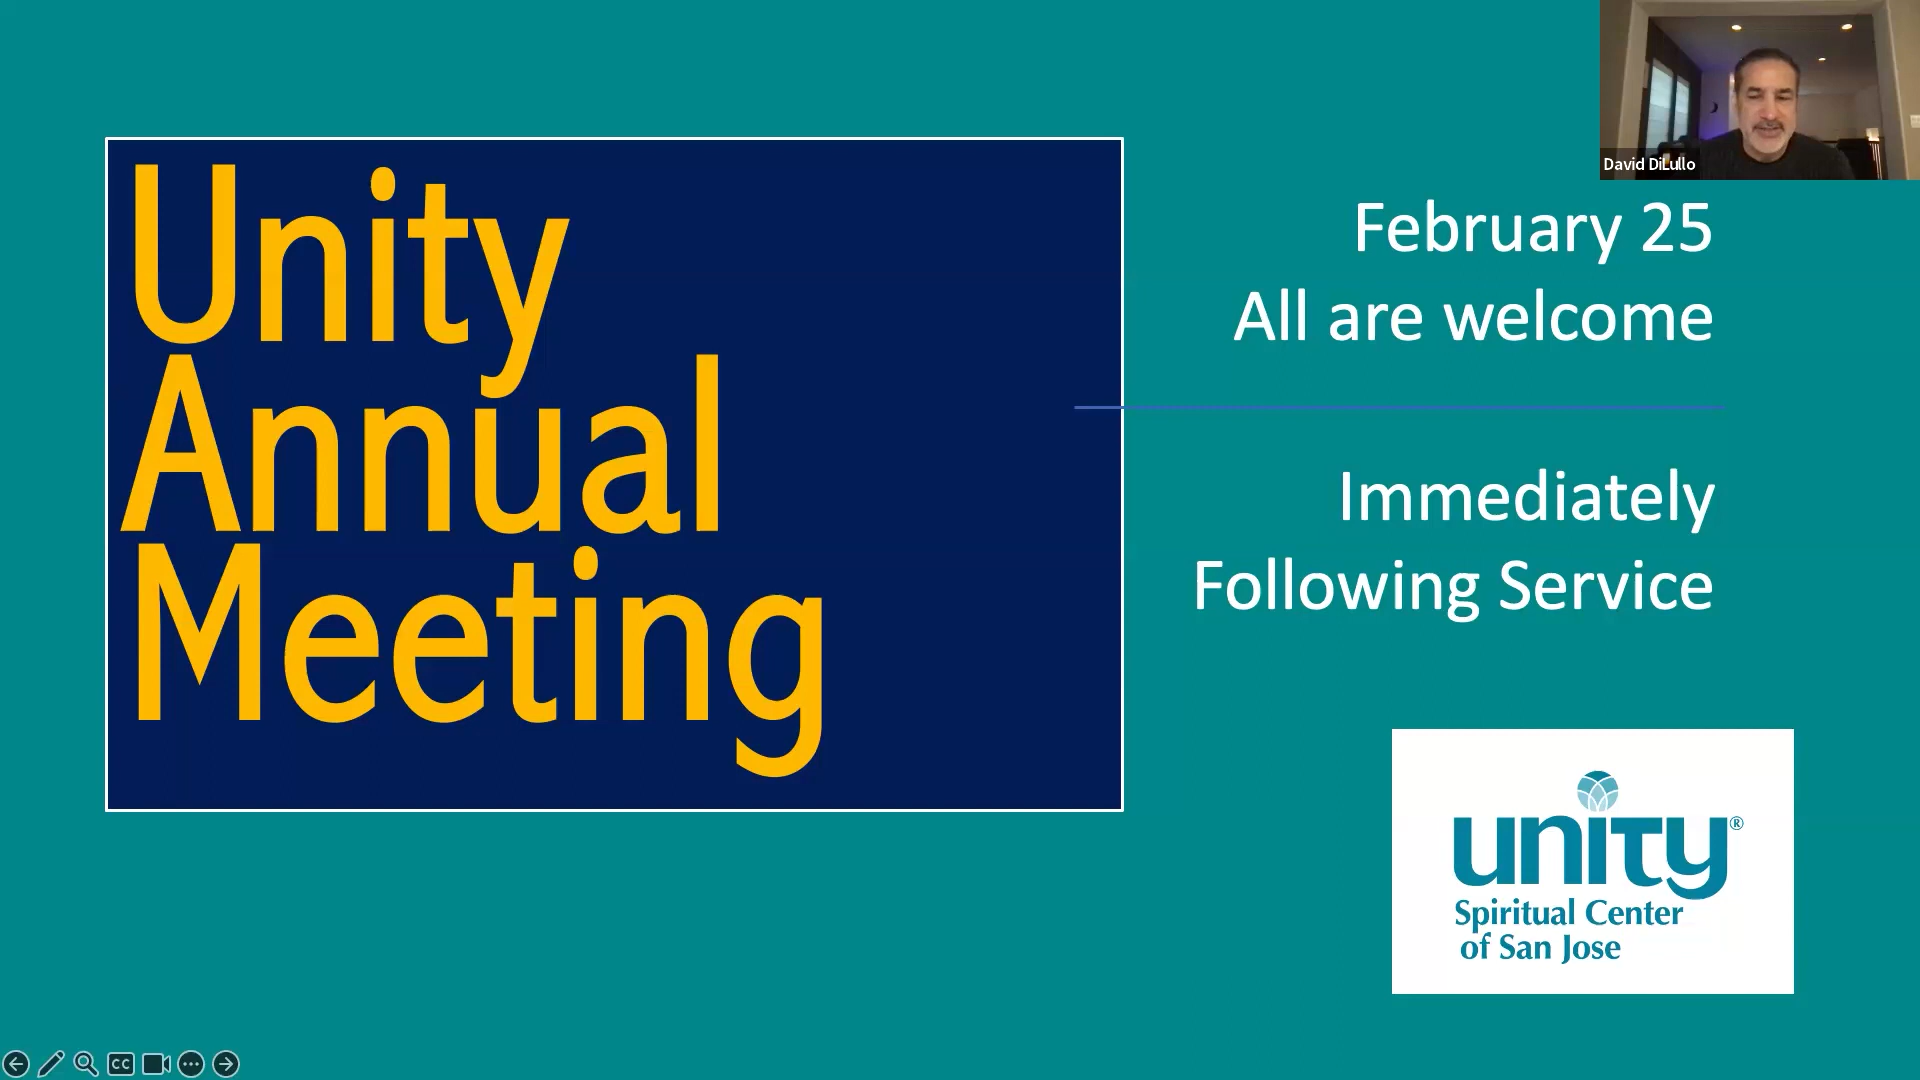 Unity
Annual
Meeting
David DiLullo
February 25
All are welcome
Immediately
Following Service
unity®
Spiritual Center
of San Jose
CC